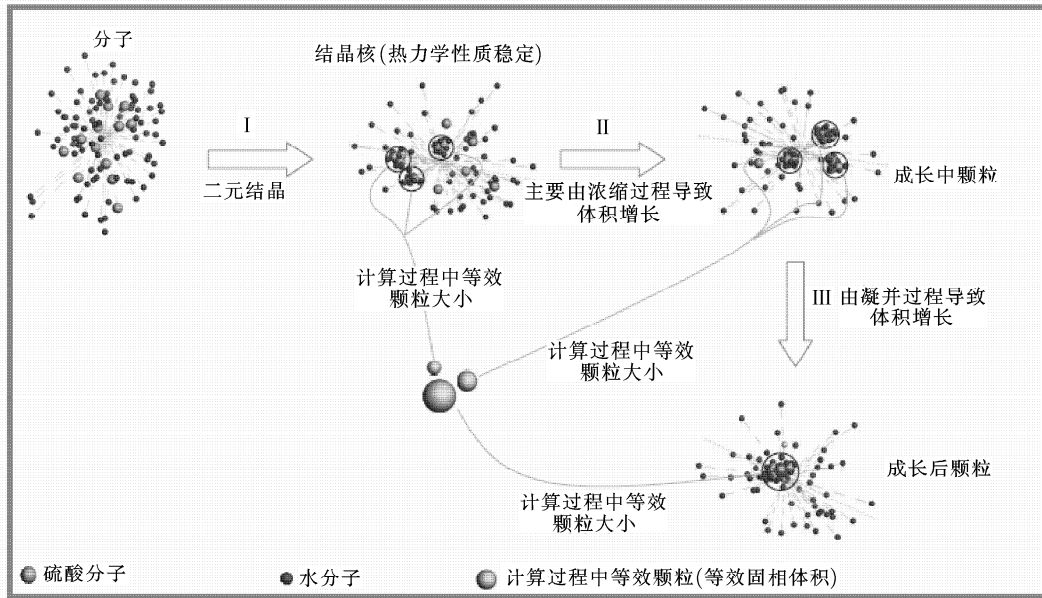 分子
结晶核(热力学性质稳定)
I
二元结晶
II
主要由浓缩过程导致
体积增长
成长中颗粒
计算过程中等效
颗粒大小
III 由凝并过程导致
体积增长
计算过程中等效
颗粒大小
成长后颗粒
计算过程中等效
颗粒大小
硫酸分子
水分子
计算过程中等效颗粒(等效固相体积)